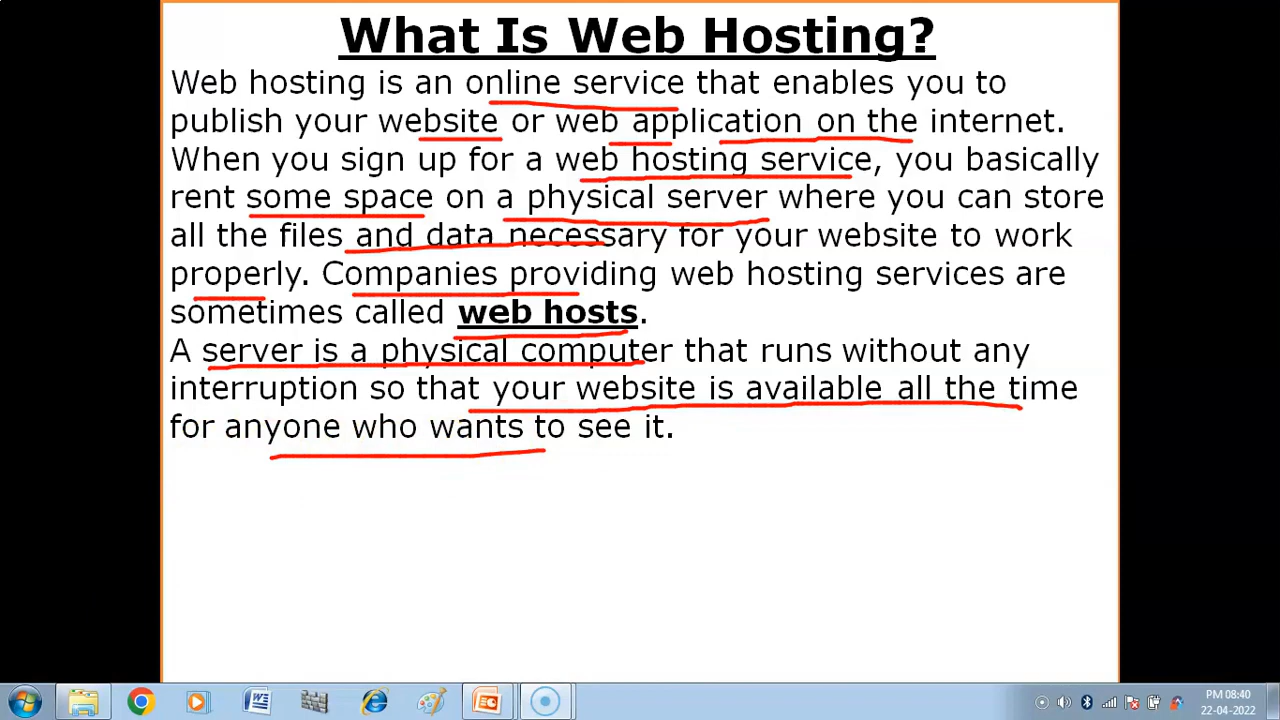 What Is Web Hosting?
Web hosting is an online service that enables you to
publish your website or web application on the internet.
When you sign up for a web hosting service, you basically
rent some space on a physical server where you can store
all the files and data necessary for your website to work
properly. Companies providing web hosting services are
sometimes called web hosts.
A server is a physical computer that runs without any
interruption so that your website is available all the time
for anyone who wants to see it.
PM 08:40
22-04-2022